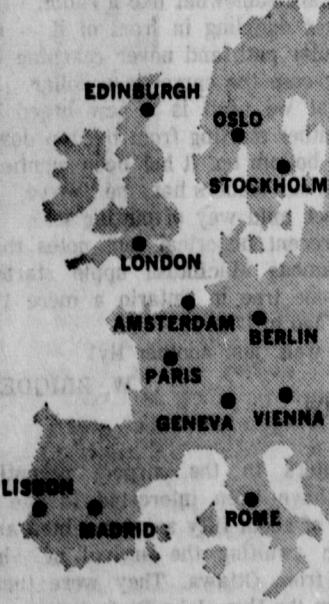 EDINBURGH
OSLO
STOCKHOLM
LONDON
AMSTERDAM
BERLIN
PARIS
GENEVA
VIENNA
LISBON
MADRID
ROME